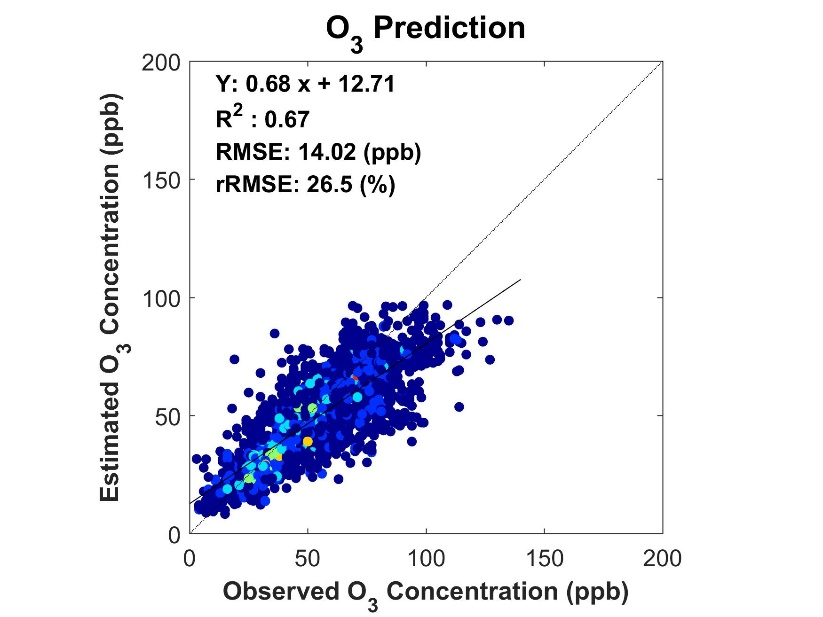 O3 Prediction
Y: 0.68 x + 12.71
R2 : 0.67
RMSE: 14.02 (ppb)
rRMSE: 26.5 (%)
200
150
100
50
0
Estimated O3 Concentration (ppb)
0 50 100 150 200
Observed O3 Concentration (ppb)